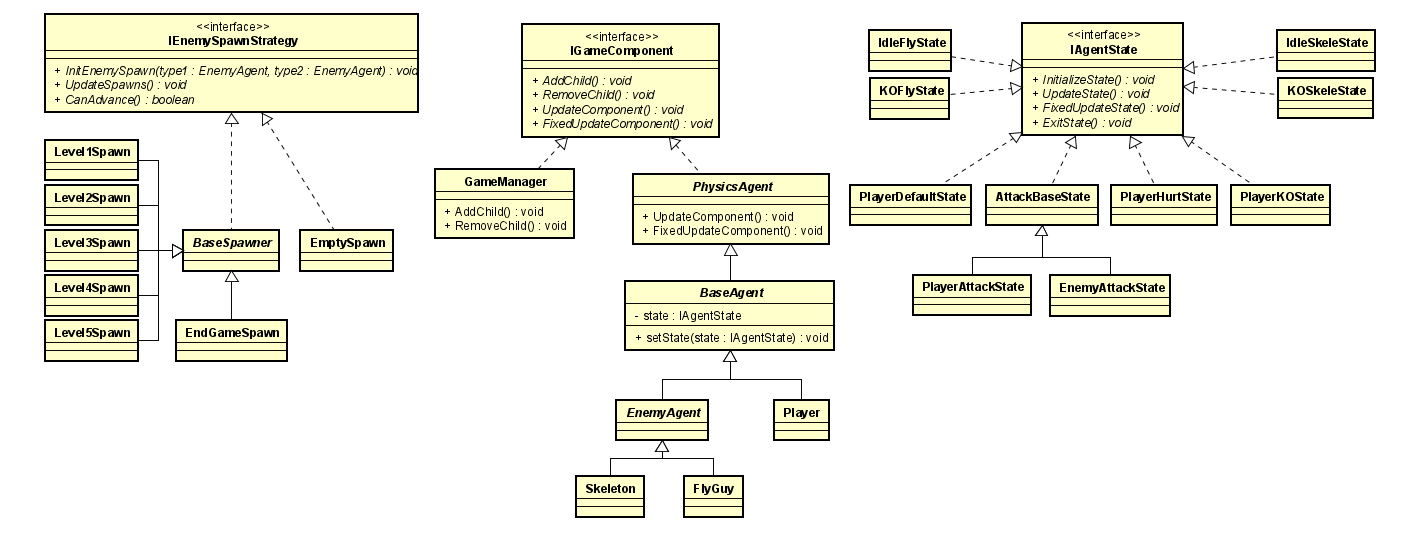 <<interface>>
IEnemySpawnStrategy
+ InitEnemySpawn(type1 : EnemyAgent, type2 : EnemyAgent) : void
+ UpdateSpawns() : void
+ CanAdvance() : boolean
Level1Spawn
Level2Spawn
Level3Spawn
Level4Spawn
Level5Spawn
BaseSpawner
EmptySpawn
EndGameSpawn
<<interface>>
IGameComponent
+ AddChild() : void
+ RemoveChild() : void
+ UpdateComponent() : void
+ FixedUpdateComponent() : void
GameManager
+ AddChild() : void
+ RemoveChild() : void
PhysicsAgent
+ UpdateComponent() : void
+ FixedUpdateComponent() : void
BaseAgent
- state : IAgentState
+ setState(state : IAgentState) : void
EnemyAgent
Player
Skeleton
FlyGuy
<<interface>>
IAgentState
+ InitializeState() : void
+ UpdateState() : void
+ FixedUpdateState() : void
+ ExitState() : void
IdleFlyState
KOFlyState
IdleSkeleState
KOSkeleState
PlayerDefaultState
AttackBaseState
PlayerHurtState
PlayerKOState
PlayerAttackState
EnemyAttackState